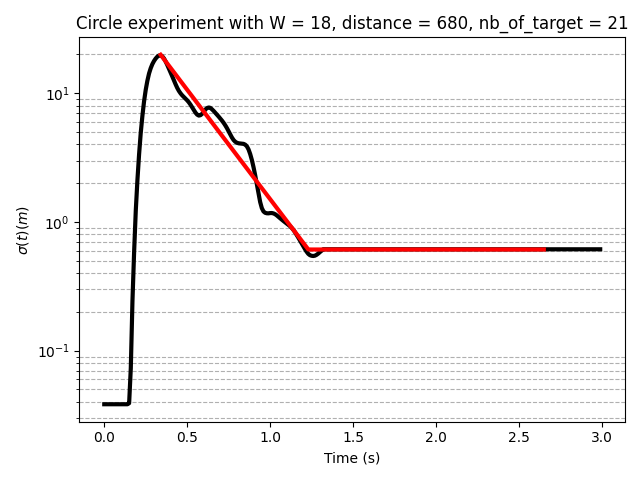 Circle experiment with W = 18, distance = 680, nb_of_target = 21
σ(t)(m)
10¹
10⁰
10⁻¹
0.0 0.5 1.0 1.5 2.0 2.5 3.0
Time (s)